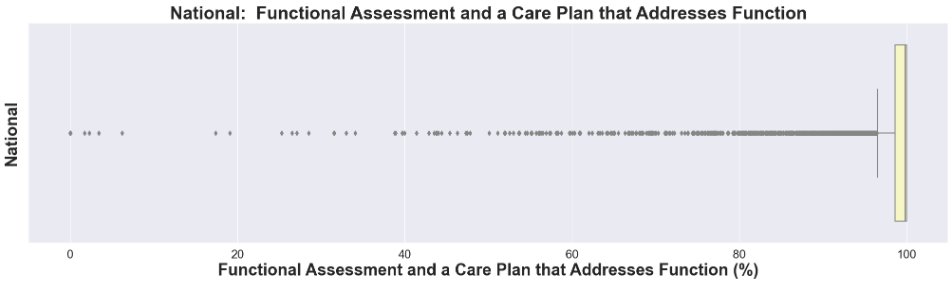 National:  Functional Assessment and a Care Plan that Addresses Function
National
0 20 40 60 80 100
Functional Assessment and a Care Plan that Addresses Function (%)